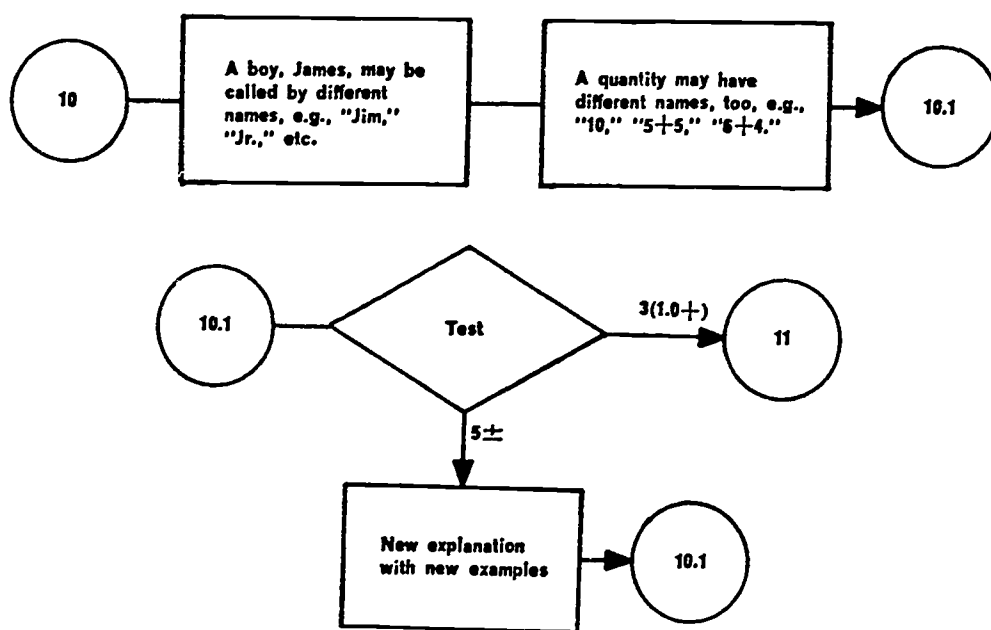 10
A boy, James, may be
called by different
names, e.g., "Jim,"
"Jr.," etc.
A quantity may have
different names, too, e.g.,
"10," "5+5," "6+4."
10.1
10.1
Test
3(1.0+)
11
5±
New explanation
with new examples
10.1